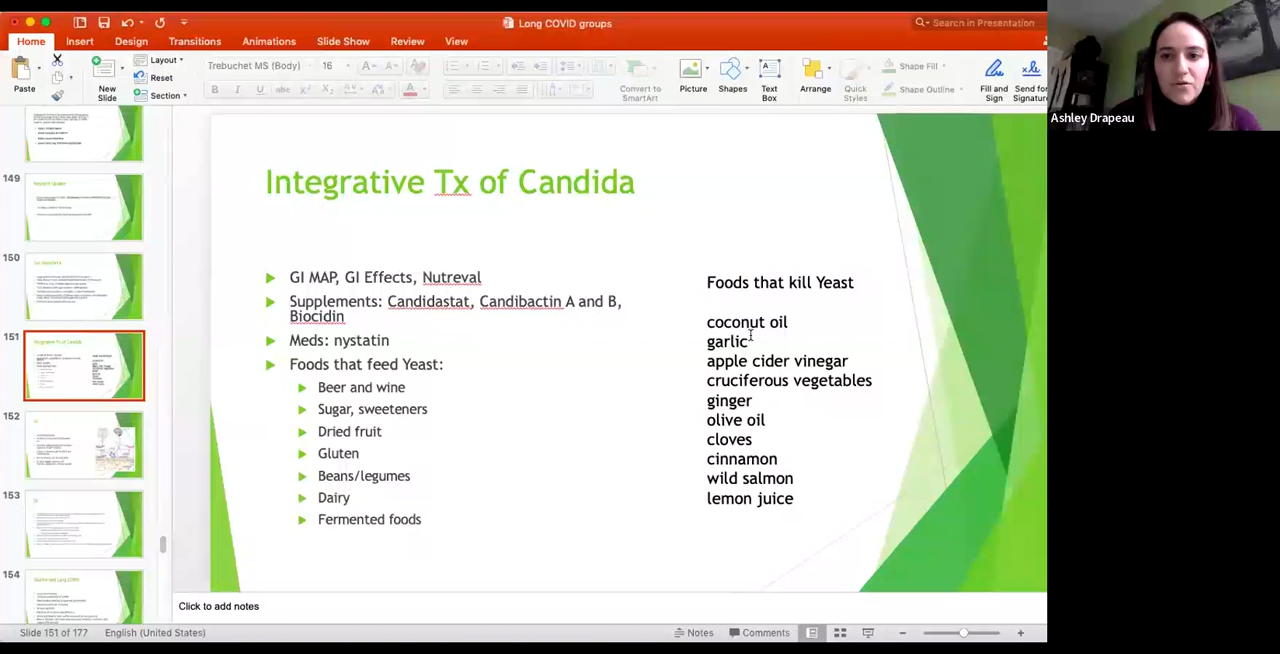 Long COVID groups
Search in Presentation
Home
Insert
Design
Transitions
Animations
Slide Show
Review
View
Paste
New
Slide
Layout
Reset
Section
Trebuchet MS (Body)
16
Convert to
SmartArt
Picture
Shapes
Text
Box
Arrange
Quick
Styles
Shape Fill
Shape Outline
Fill and
Sign
Send for
Signature
Ashley Drapeau
149
150
151
152
153
154
Integrative Tx of Candida
GI MAP, GI Effects, Nutreval
Supplements: Candidastat, Candibactin A and B,
Biocidin
Meds: nystatin
Foods that feed Yeast:
Beer and wine
Sugar, sweeteners
Dried fruit
Gluten
Beans/legumes
Dairy
Fermented foods
Foods that kill Yeast
coconut oil
garlic
apple cider vinegar
cruciferous vegetables
ginger
olive oil
cloves
cinnamon
wild salmon
lemon juice
Click to add notes
Slide 151 of 177
English (United States)
Notes
Comments